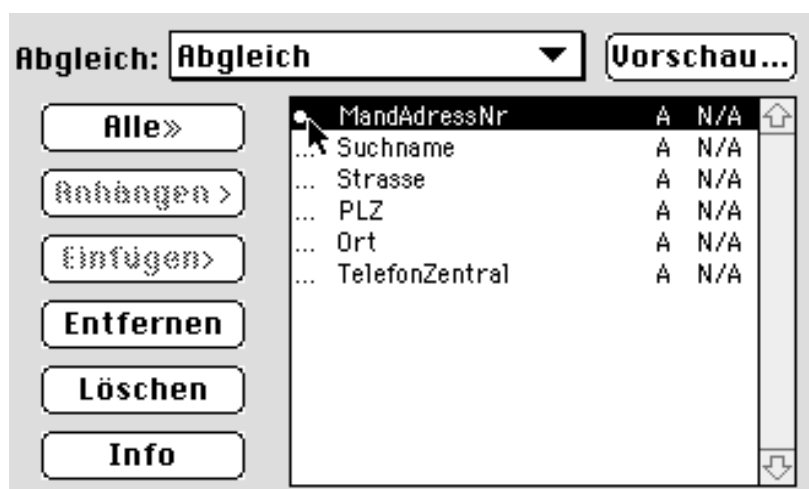 Abgleich: Abgleich Vorschau...
Alle»
Anhängen >
Einfügen>
Entfernen
Löschen
Info
MandAdressNr A N/A
... Suchname A N/A
... Strasse A N/A
... PLZ A N/A
... Ort A N/A
... TelefonZentral A N/A